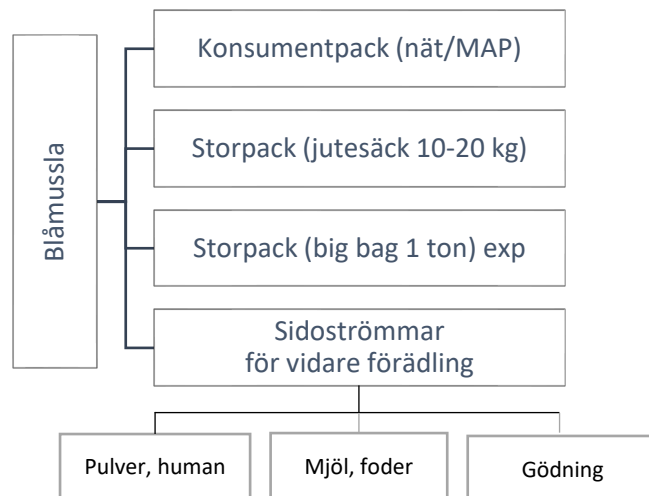 Blåmussla
Konsumentpack (nät/MAP)
Storpack (jutesäck 10-20 kg)
Storpack (big bag 1 ton) exp
Sidoströmmar
för vidare förädling
Pulver, human
Mjöl, foder
Gödning